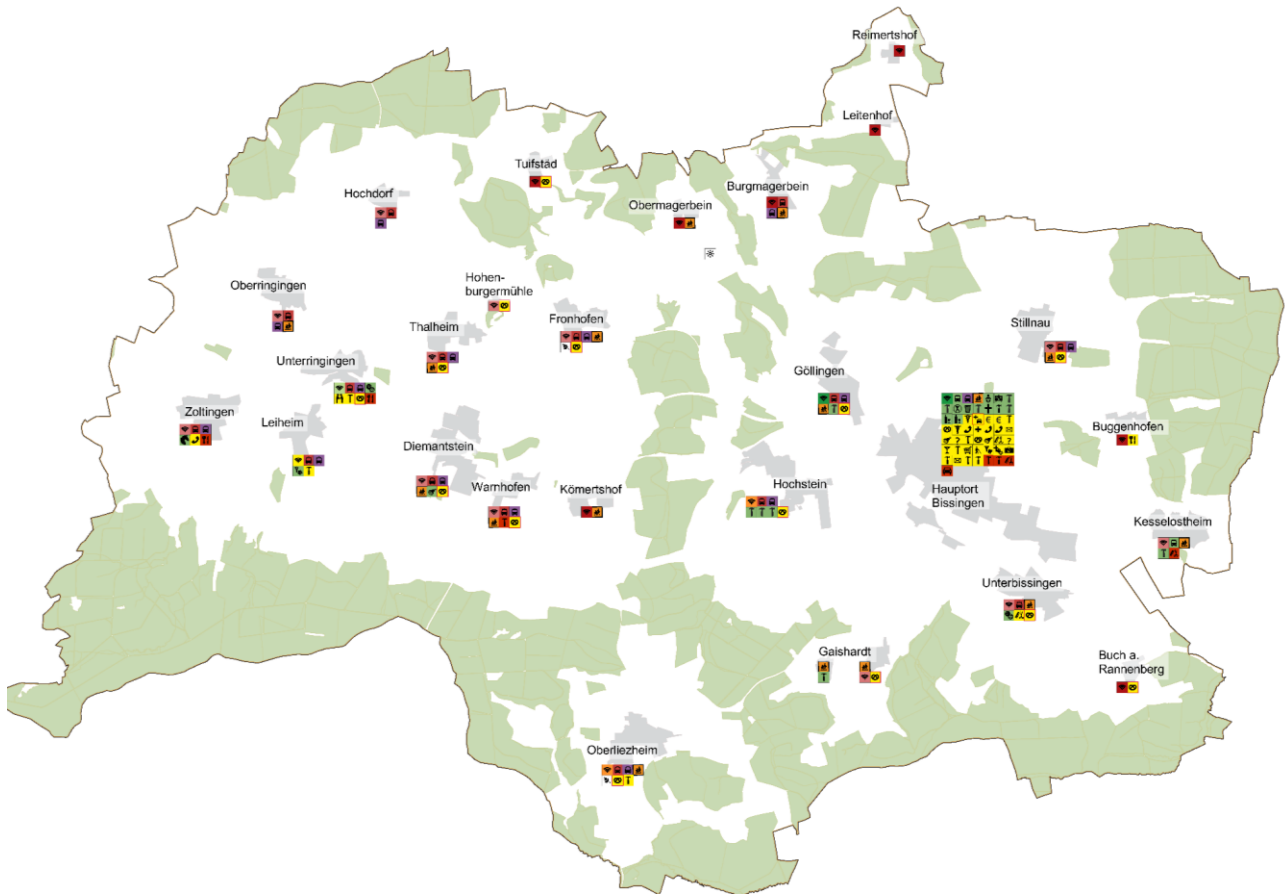 Reimertshof
Leitenhof
Tuifstäd
Burgmagerbein
Hochdorf
Obermagerbein
Hohen-
burgermühle
Oberringingen
Fronhofen
Thalheim
Stillnau
Unterringingen
Göllingen
Zoltingen
Leiheim
Buggenhofen
Diemantstein
Warnhofen
Kömertshof
Hochstein
Hauptort
Bissingen
Kesselostheim
Unterbissingen
Gaishardt
Buch a.
Rannenberg
Oberliezheim